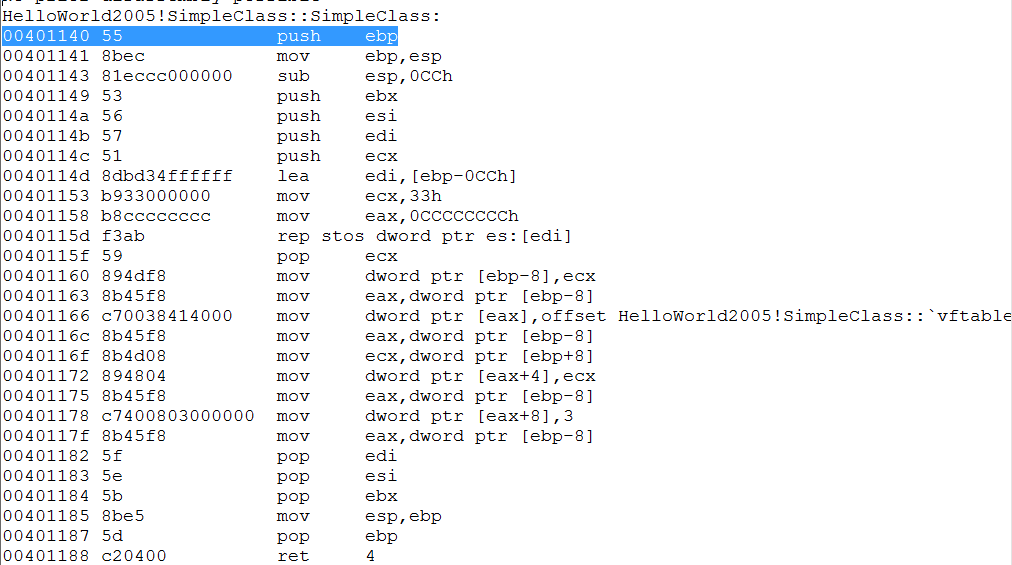 HelloWorld2005!SimpleClass::SimpleClass:
00401140 55              push    ebp
00401141 8bec            mov     ebp,esp
00401143 81eccc000000    sub     esp,0CCh
00401149 53              push    ebx
0040114a 56              push    esi
0040114b 57              push    edi
0040114c 51              push    ecx
0040114d 8dbd34ffffff    lea     edi,[ebp-0CCh]
00401153 b933000000      mov     ecx,33h
00401158 b8cccccccc      mov     eax,0CCCCCCCCh
0040115d f3ab            rep stos dword ptr es:[edi]
0040115f 59              pop     ecx
00401160 894df8          mov     dword ptr [ebp-8],ecx
00401163 8b45f8          mov     eax,dword ptr [ebp-8]
00401166 c70038414000    mov     dword ptr [eax],offset HelloWorld2005!SimpleClass::`vftable
0040116c 8b45f8          mov     eax,dword ptr [ebp-8]
0040116f 8b4d08          mov     ecx,dword ptr [ebp+8]
00401172 894804          mov     dword ptr [eax+4],ecx
00401175 8b45f8          mov     eax,dword ptr [ebp-8]
00401178 c7400803000000  mov     dword ptr [eax+8],3
0040117f 8b45f8          mov     eax,dword ptr [ebp-8]
00401182 5f              pop     edi
00401183 5e              pop     esi
00401184 5b              pop     ebx
00401185 8be5            mov     esp,ebp
00401187 5d              pop     ebp
00401188 c20400          ret     4